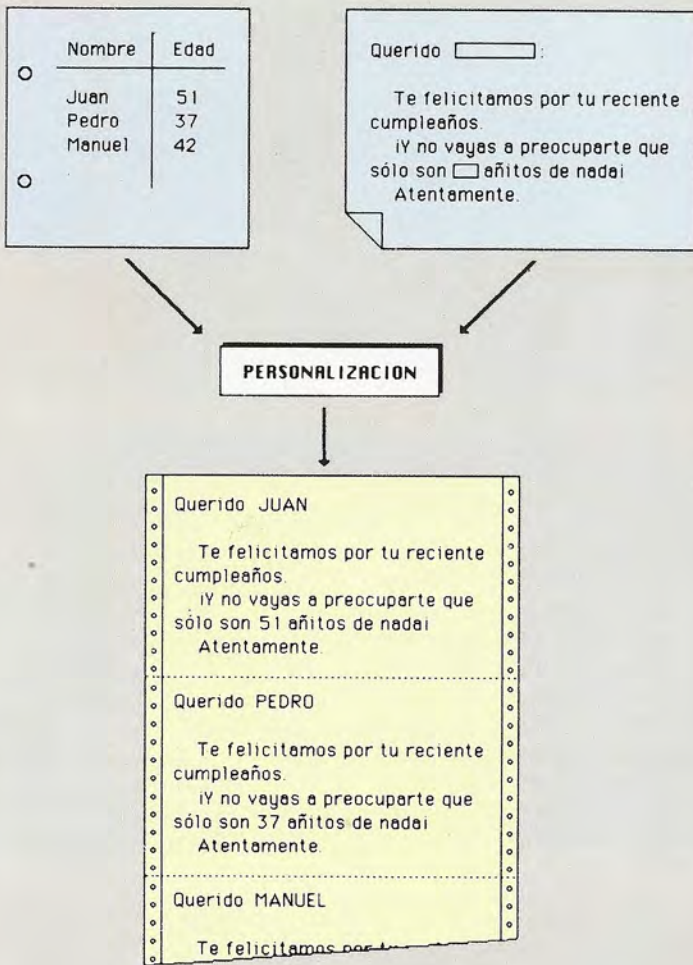 Nombre Edad
Juan 51
Pedro 37
Manuel 42
Querido :
Te felicitamos por tu reciente
cumpleaños.
¡Y no vayas a preocuparte que
sólo son añitos de nada¡
Atentamente.
PERSONALIZACION
Querido JUAN
Te felicitamos por tu reciente
cumpleaños.
¡Y no vayas a preocuparte que
sólo son 51 añitos de nada¡
Atentamente.
Querido PEDRO
Te felicitamos por tu reciente
cumpleaños.
¡Y no vayas a preocuparte que
sólo son 37 añitos de nada¡
Atentamente.
Querido MANUEL
Te felicitamos por